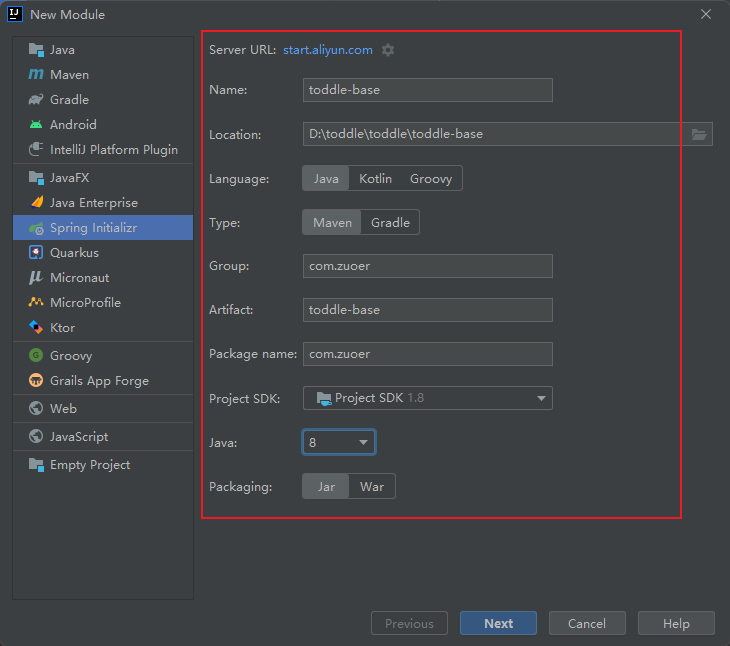 New Module
Java
Maven
Gradle
Android
IntelliJ Platform Plugin
JavaFX
Java Enterprise
Spring Initializr
Quarkus
Micronaut
MicroProfile
Ktor
Groovy
Grails App Forge
Web
JavaScript
Empty Project
Server URL: start.aliyun.com
Name: toddle-base
Location: D:\toddle\toddle\toddle-base
Language: Java Kotlin Groovy
Type: Maven Gradle
Group: com.zuoer
Artifact: toddle-base
Package name: com.zuoer
Project SDK: Project SDK 1.8
Java: 8
Packaging: Jar War
Previous Next Cancel Help